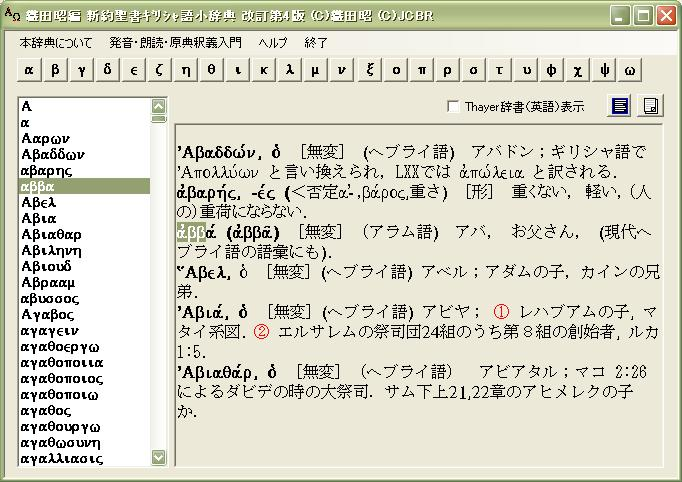 織田昭編 新約聖書ｷﾞﾘｼｬ語小辞典 改訂第4版 (C)織田昭 (C)JCBR
本辞典について 発音・朗読・原典釈義入門 ヘルプ 終了
α β γ δ ε ζ η θ ι κ λ μ ν ξ ο π ρ σ τ υ φ χ ψ ω
Thayer辞書(英語)表示
Α
α
Ααρων
Αβαδδων
αβαρης
αββα
Αβελ
Αβια
Αβιαθαρ
Αβιληνη
Αβιουδ
Αβρααμ
αβυσσος
Αγαβος
αγαγειν
αγαθοεργω
αγαθοποιια
αγαθοποιος
αγαθοποιω
αγαθος
αγαθουργω
αγαθωσυνη
αγαλλιασις
Ἀβαδδών, ὁ ［無変］ (ヘブライ語) アバドン；ギリシャ語で
Ἀπολλύων と言い換えられ，LXXでは ἀπώλεια と訳される．
ἀβαρής, -ές (＜否定α’-,βάρος,重さ) ［形］ 重くない， 軽い，(人
の）重荷にならない．
ἀββά (ἀββᾶ) ［無変］ （アラム語) アバ， お父さん， (現代ヘ
ブライ語の語彙にも)．
Ἅβελ, ὁ ［無変］ (ヘブライ語) アベル；アダムの子，カインの兄
弟．
Ἀβιά, ὁ ［無変］ (ヘブライ語) アビヤ； ① レハブアムの子，マ
タイ系図． ② エルサレムの祭司団24組のうち第８組の創始者, ルカ
1:5．
Ἀβιαθάρ, ὁ ［無変］ （ヘブライ語） アビアタル；マコ 2:26
によるダビデの時の大祭司． サム下上21,22章のアヒメレクの子
か．